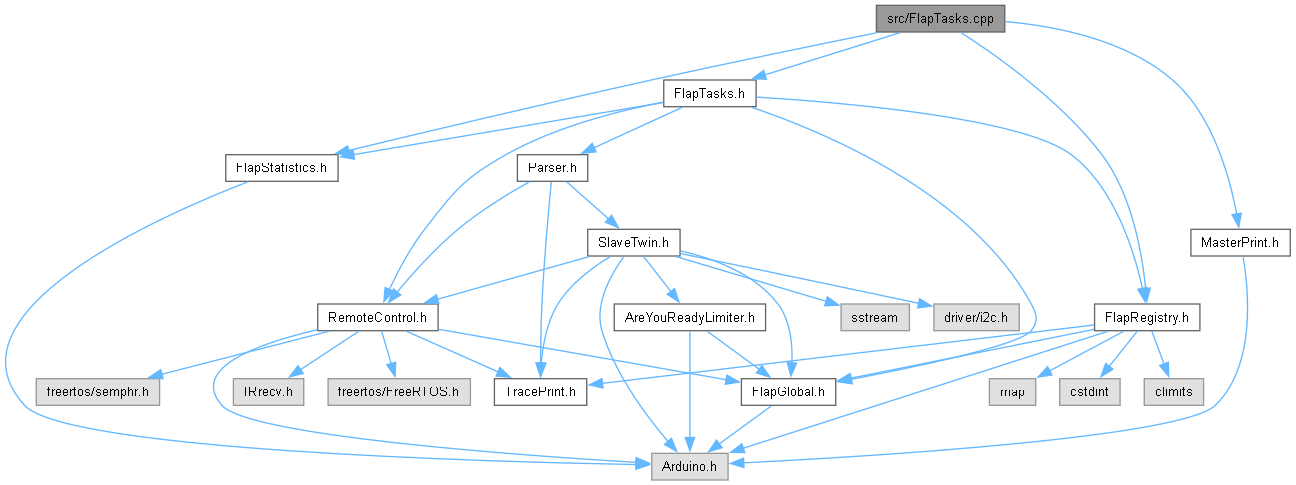 src/FlapTasks.cpp
FlapTasks.h
FlapStatistics.h
Parser.h
SlaveTwin.h
MasterPrint.h
RemoteControl.h
AreYouReadyLimiter.h
sstream
driver/i2c.h
FlapRegistry.h
freertos/semphr.h
IRrecv.h
freertos/FreeRTOS.h
TracePrint.h
FlapGlobal.h
map
cstdint
climits
Arduino.h